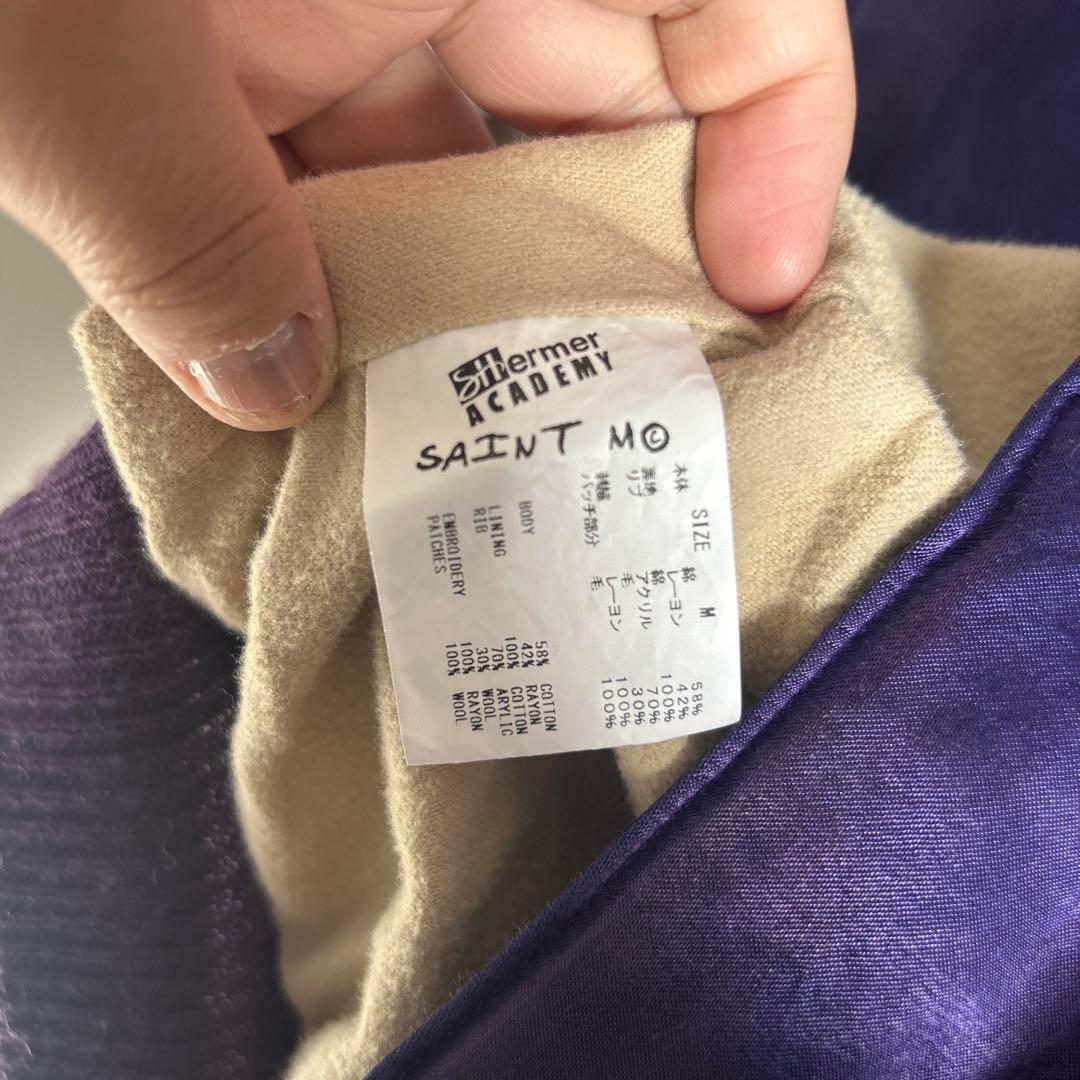 SHermer
ACADEMY
SAINT M©
SIZE M
本体 綿 58%
レーヨン 42%
裏地 綿 100%
リブ アクリル 70%
毛 30%
刺繍 レーヨン 100%
パッチ部分 毛 100%
BODY 58% COTTON
42% RAYON
LINING 100% COTTON
RIB 70% ARYLIC
30% WOOL
ENBROIDERY 100% RAYON
PATCHES 100% WOOL